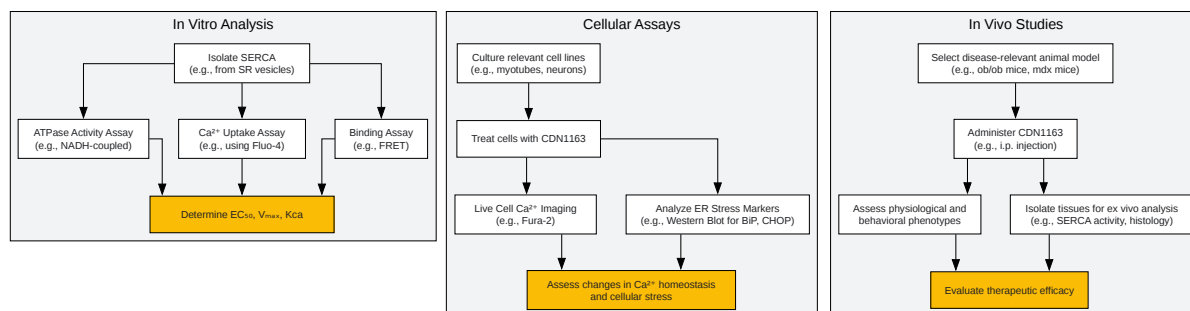 In Vitro Analysis
Isolate SERCA
(e.g., from SR vesicles)
ATPase Activity Assay
(e.g., NADH-coupled)
Ca²⁺ Uptake Assay
(e.g., using Fluo-4)
Binding Assay
(e.g., FRET)
Determine EC₅₀, Vₘₐₓ, Kca
Cellular Assays
Culture relevant cell lines
(e.g., myotubes, neurons)
Treat cells with CDN1163
Live Cell Ca²⁺ Imaging
(e.g., Fura-2)
Analyze ER Stress Markers
(e.g., Western Blot for BiP, CHOP)
Assess changes in Ca²⁺ homeostasis
and cellular stress
In Vivo Studies
Select disease-relevant animal model
(e.g., ob/ob mice, mdx mice)
Administer CDN1163
(e.g., i.p. injection)
Assess physiological and
behavioral phenotypes
Isolate tissues for ex vivo analysis
(e.g., SERCA activity, histology)
Evaluate therapeutic efficacy